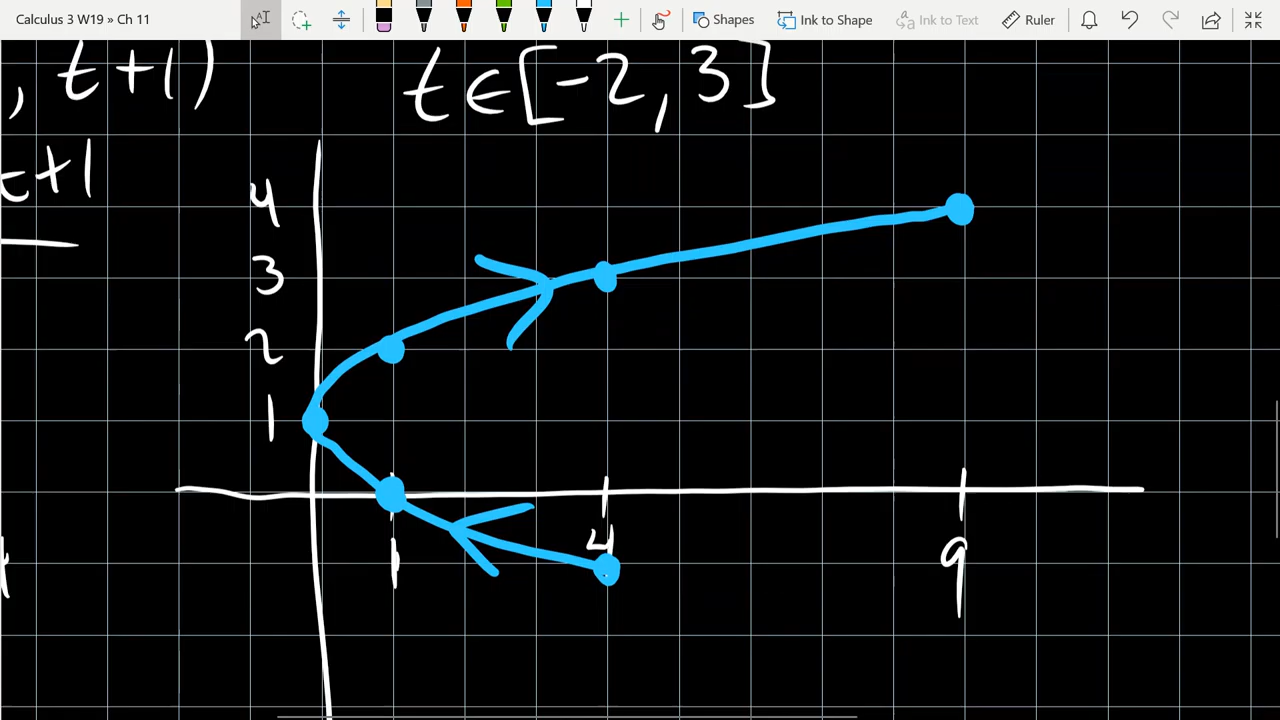 Calculus 3 W19 » Ch 11
Shapes
Ink to Shape
Ink to Text
Ruler
, t+1)
t∈[-2, 3]
t+1
4
3
2
1
1
4
9